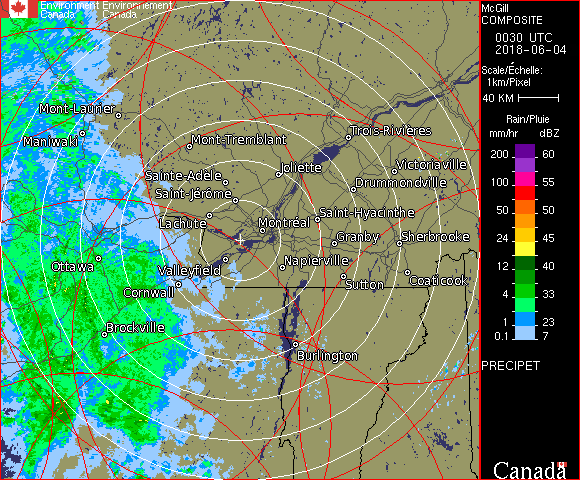 Environment Environnement
Canada Canada
McGill
COMPOSITE
0030 UTC
2018-06-04
Scale/Échelle:
1km/Pixel
40 KM
Rain/Pluie
mm/hr dBZ
200 60
100 55
50 50
24 45
12 40
4 33
1 23
0.1 7
PRECIPET
Mont-Laurier
Maniwaki
Mont-Tremblant
Trois-Rivières
Joliette
Victoriaville
Sainte-Adèle
Drummondville
Saint-Jérôme
Lachute
Saint-Hyacinthe
Montréal
Granby
Sherbrooke
Ottawa
Valleyfield
Napierville
Cornwall
Sutton
Coaticook
Brockville
Burlington
Canada